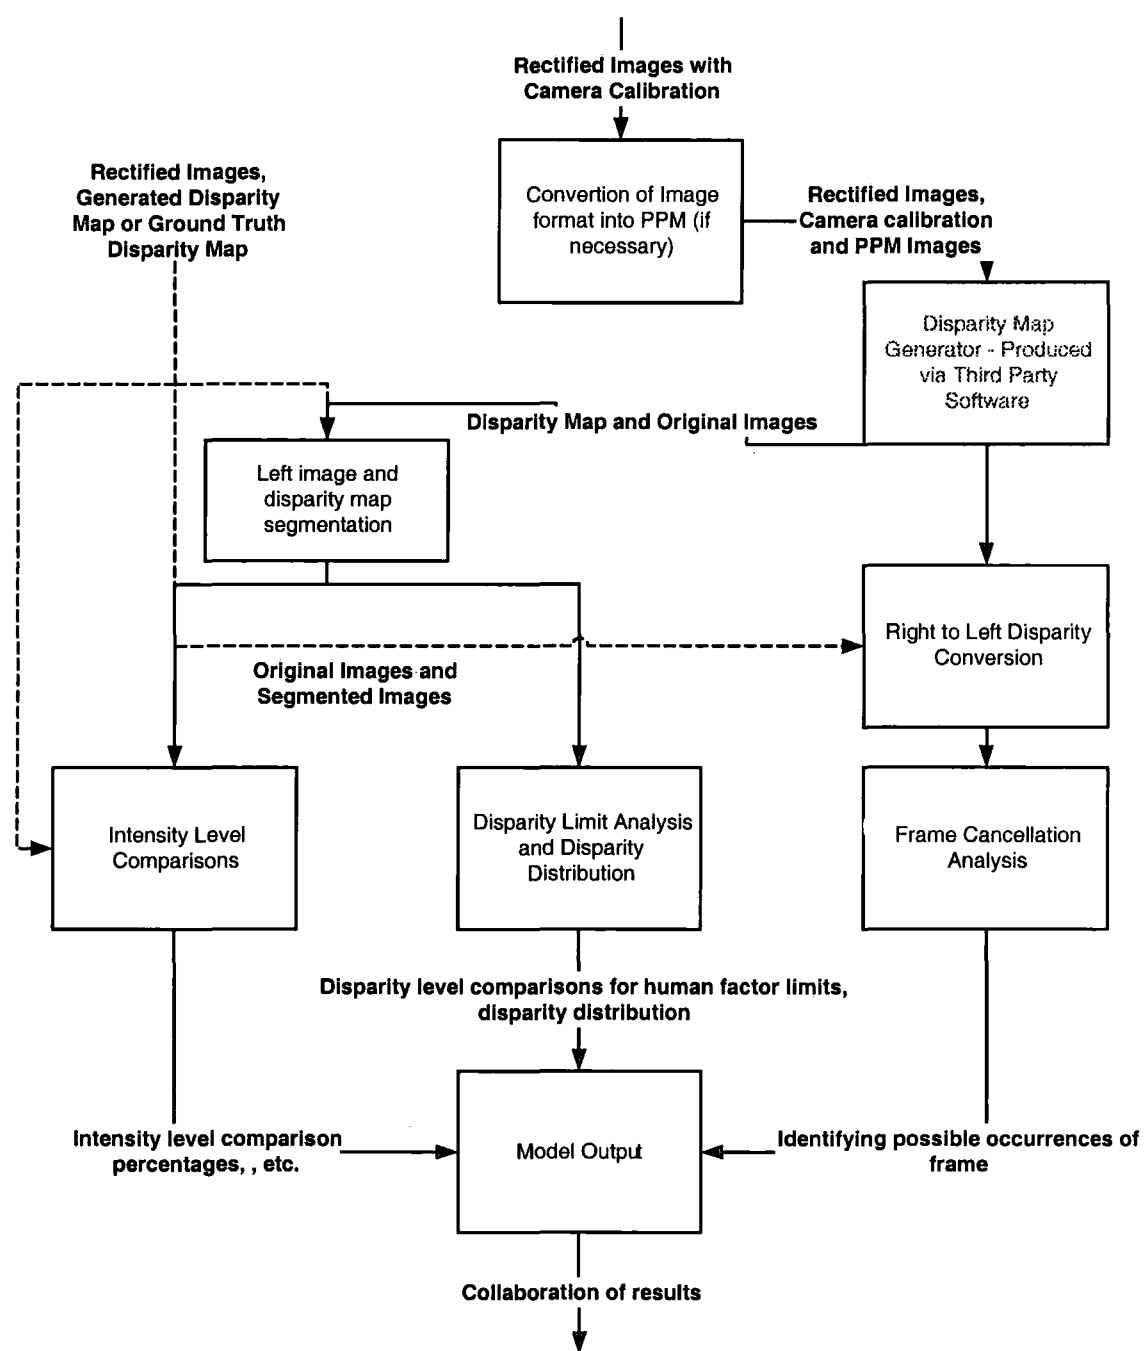 Rectified Images with
Camera Calibration
Convertion of Image
format into PPM (if
necessary)
Rectified Images,
Generated Disparity
Map or Ground Truth
Disparity Map
Rectified Images,
Camera calibration
and PPM Images
Disparity Map
Generator - Produced
via Third Party
Software
Disparity Map and Original Images
Left image and
disparity map
segmentation
Right to Left Disparity
Conversion
Original Images and
Segmented Images
Intensity Level
Comparisons
Disparity Limit Analysis
and Disparity
Distribution
Frame Cancellation
Analysis
Disparity level comparisons for human factor limits,
disparity distribution
Intensity level comparison
percentages, , etc.
Model Output
Identifying possible occurrences of
frame
Collaboration of results